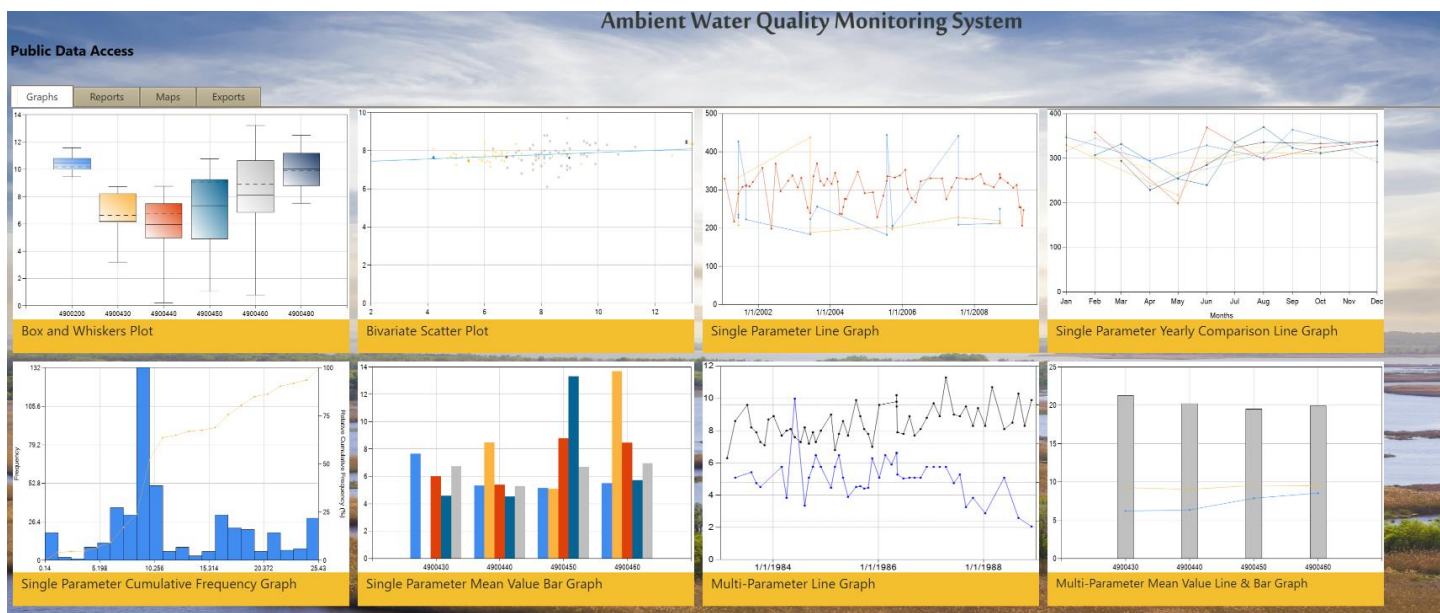 Ambient Water Quality Monitoring System
Public Data Access
Graphs Reports Maps Exports
14
12
10
8
6
4
2
0
4900200 4900430 4900440 4900450 4900460 4900480
Box and Whiskers Plot
10
8
6
4
2
0
2 4 6 8 10 12
Bivariate Scatter Plot
500
400
300
200
100
0
1/1/2002 1/1/2004 1/1/2006 1/1/2008
Single Parameter Line Graph
400
300
200
100
0
Jan Feb Mar Apr May Jun Jul Aug Sep Oct Nov Dec
Months
Single Parameter Yearly Comparison Line Graph
132
105.6
79.2
52.8
26.4
0
Frequency
0.14 5.198 10.256 15.314 20.372 25.43
100
75
50
25
0
Relative Cumulative Frequency (%)
Single Parameter Cumulative Frequency Graph
14
12
10
8
6
4
2
0
4900430 4900440 4900450 4900460
Single Parameter Mean Value Bar Graph
12
10
8
6
4
2
0
1/1/1984 1/1/1986 1/1/1988
Multi-Parameter Line Graph
25
20
15
10
5
0
4900430 4900440 4900450 4900460
Multi-Parameter Mean Value Line & Bar Graph